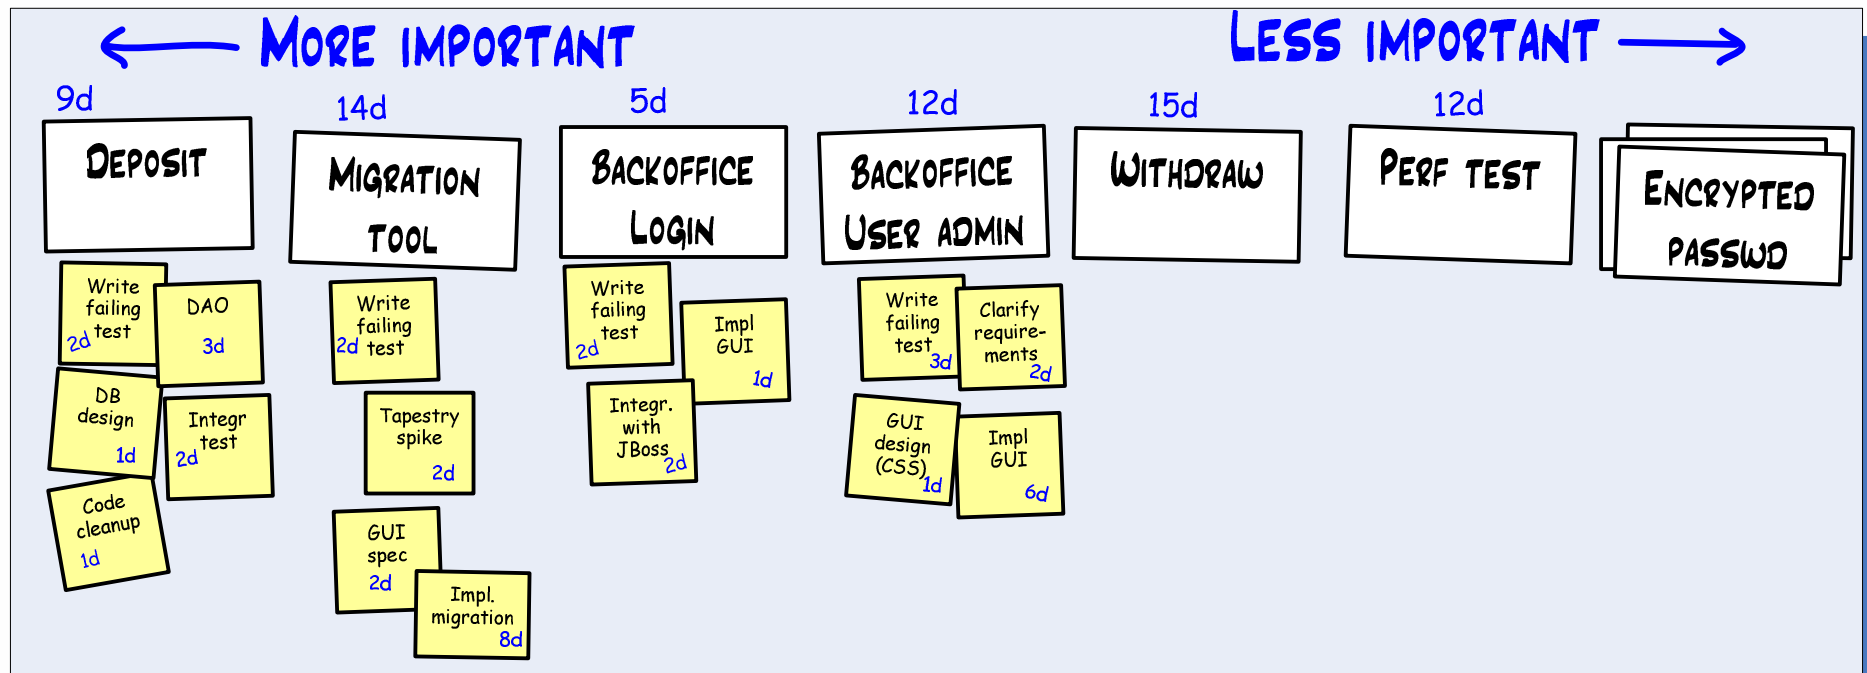 MORE IMPORTANT
LESS IMPORTANT
9d
14d
5d
12d
15d
12d
DEPOSIT
MIGRATION
TOOL
BACKOFFICE
LOGIN
BACKOFFICE
USER ADMIN
WITHDRAW
PERF TEST
ENCRYPTED
PASSWD
Write
failing
test
2d
DAO
3d
DB
design
1d
Integr
test
2d
Code
cleanup
1d
Write
failing
test
2d
Tapestry
spike
2d
GUI
spec
2d
Impl.
migration
8d
Write
failing
test
2d
Impl
GUI
1d
Integr.
with
JBoss
2d
Write
failing
test
3d
Clarify
require-
ments
2d
GUI
design
(CSS)
1d
Impl
GUI
6d